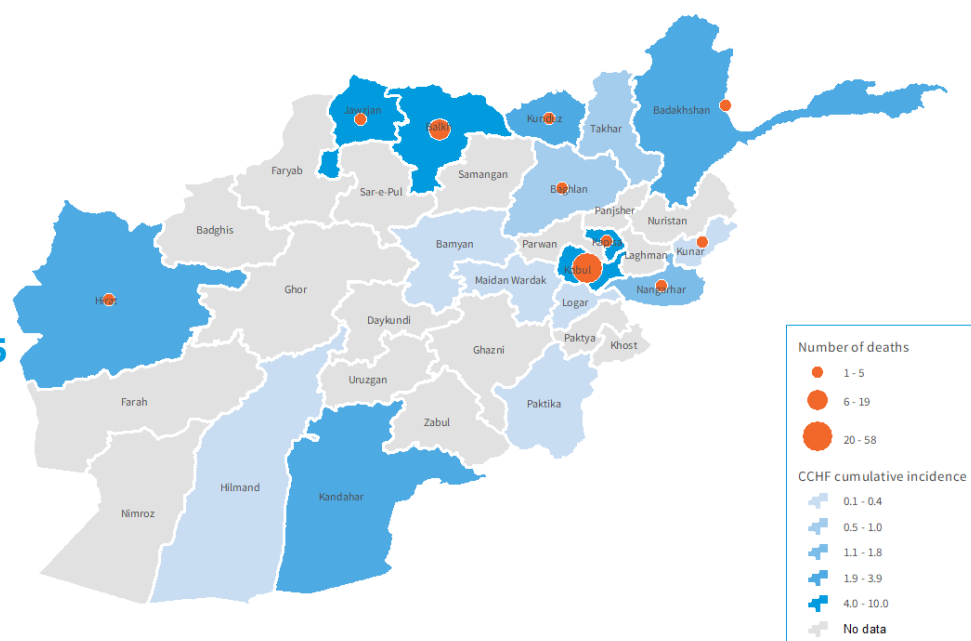 Badakhshan
Jawzjan
Balkh
Kunduz
Takhar
Faryab
Samangan
Sar-e-Pul
Baghlan
Panjsher
Nuristan
Badghis
Bamyan
Parwan
Kapisa
Laghman
Kunar
Kabul
Maidan Wardak
Nangarhar
Hirat
Ghor
Logar
Daykundi
Paktya
Khost
Ghazni
Uruzgan
Farah
Paktika
Zabul
Hilmand
Kandahar
Nimroz
5
Number of deaths
1 - 5
6 - 19
20 - 58
CCHF cumulative incidence
0.1 - 0.4
0.5 - 1.0
1.1 - 1.8
1.9 - 3.9
4.0 - 10.0
No data